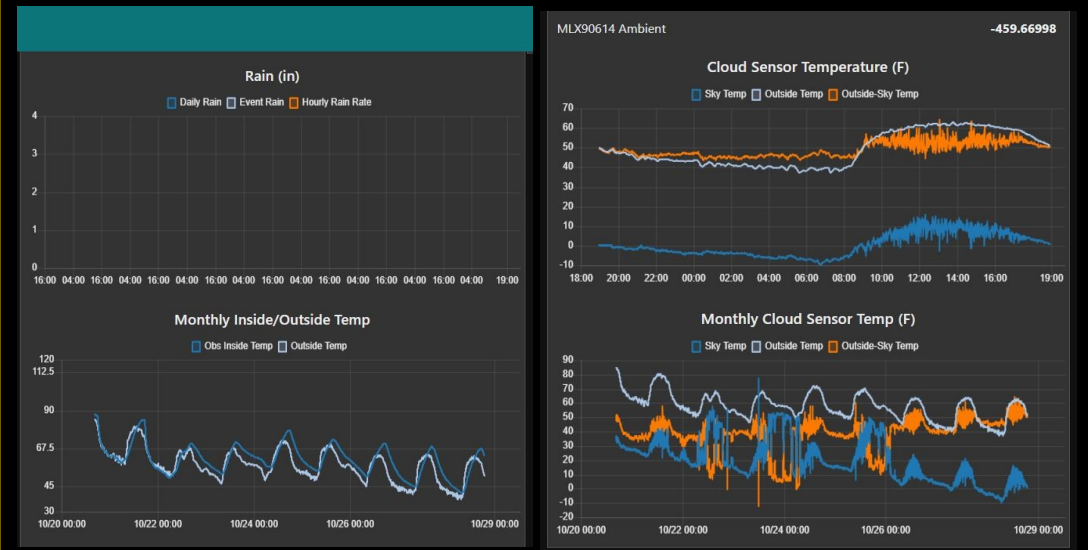 MLX90614 Ambient -459.66998
Rain (in)
Daily Rain Event Rain Hourly Rain Rate
4
3
2
1
0
16:00 04:00 16:00 04:00 16:00 04:00 16:00 04:00 16:00 04:00 16:00 04:00 16:00 04:00 16:00 04:00 19:00
Cloud Sensor Temperature (F)
Sky Temp Outside Temp Outside-Sky Temp
70
60
50
40
30
20
10
0
-10
18:00 20:00 22:00 00:00 02:00 04:00 06:00 08:00 10:00 12:00 14:00 16:00 19:00
Monthly Inside/Outside Temp
Obs Inside Temp Outside Temp
120
112.5
90
67.5
45
30
10/20 00:00 10/22 00:00 10/24 00:00 10/26 00:00 10/29 00:00
Monthly Cloud Sensor Temp (F)
Sky Temp Outside Temp Outside-Sky Temp
90
80
70
60
50
40
30
20
10
0
-10
-20
10/20 00:00 10/22 00:00 10/24 00:00 10/26 00:00 10/29 00:00